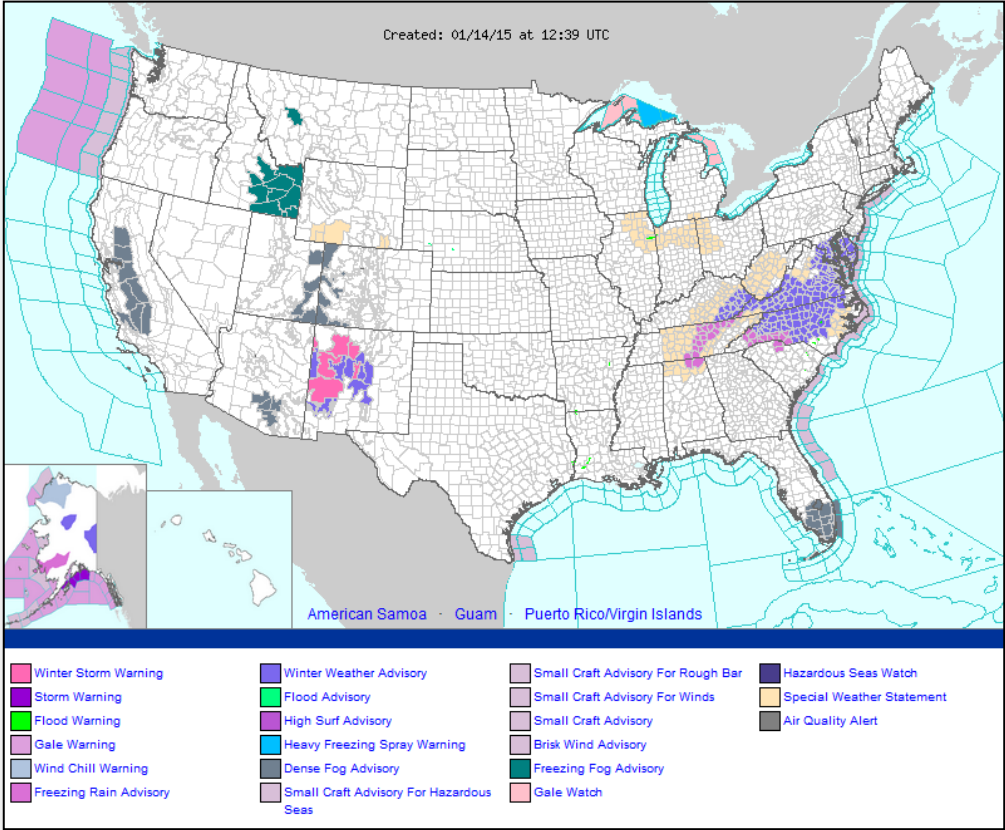 Created: 01/14/15 at 12:39 UTC
American Samoa - Guam - Puerto Rico/Virgin Islands
Winter Storm Warning
Storm Warning
Flood Warning
Gale Warning
Wind Chill Warning
Freezing Rain Advisory
Winter Weather Advisory
Flood Advisory
High Surf Advisory
Heavy Freezing Spray Warning
Dense Fog Advisory
Small Craft Advisory For Hazardous
Seas
Small Craft Advisory For Rough Bar
Small Craft Advisory For Winds
Small Craft Advisory
Brisk Wind Advisory
Freezing Fog Advisory
Gale Watch
Hazardous Seas Watch
Special Weather Statement
Air Quality Alert